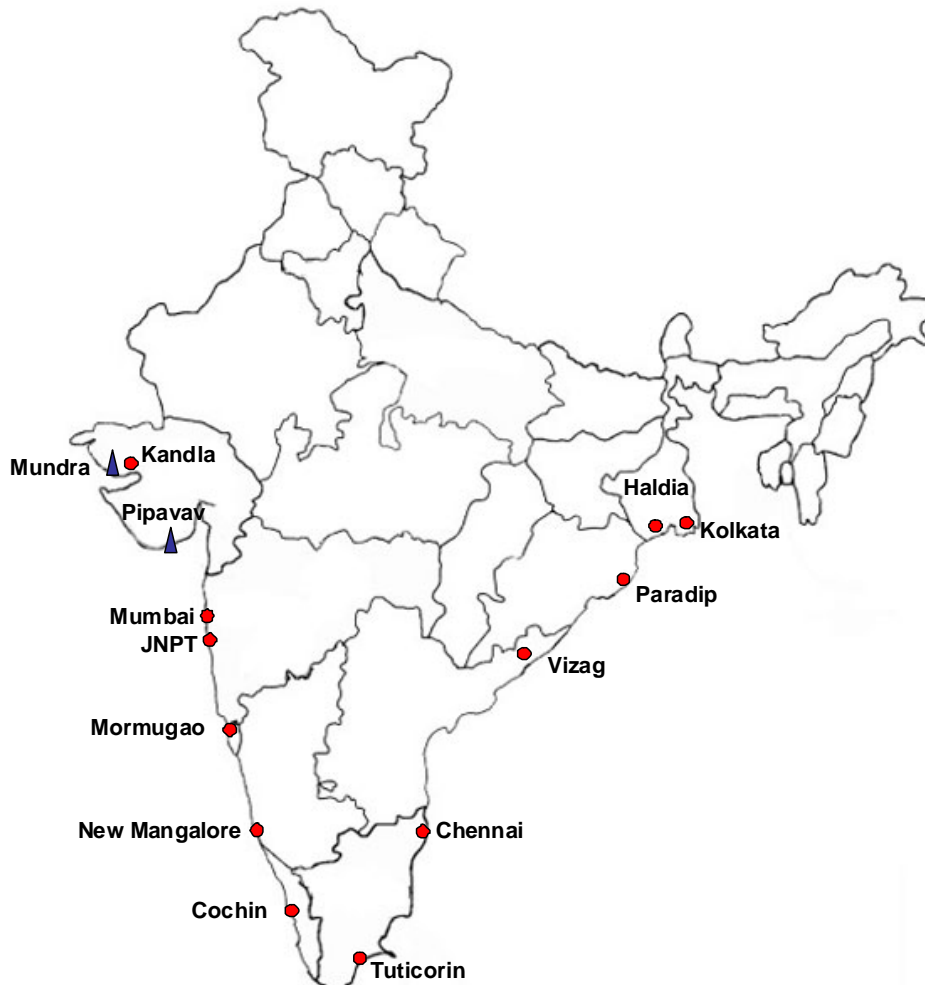 Kandla
Mundra
Haldia
Pipavav
Kolkata
Paradip
Mumbai
JNPT
Vizag
Mormugao
New Mangalore
Chennai
Cochin
Tuticorin